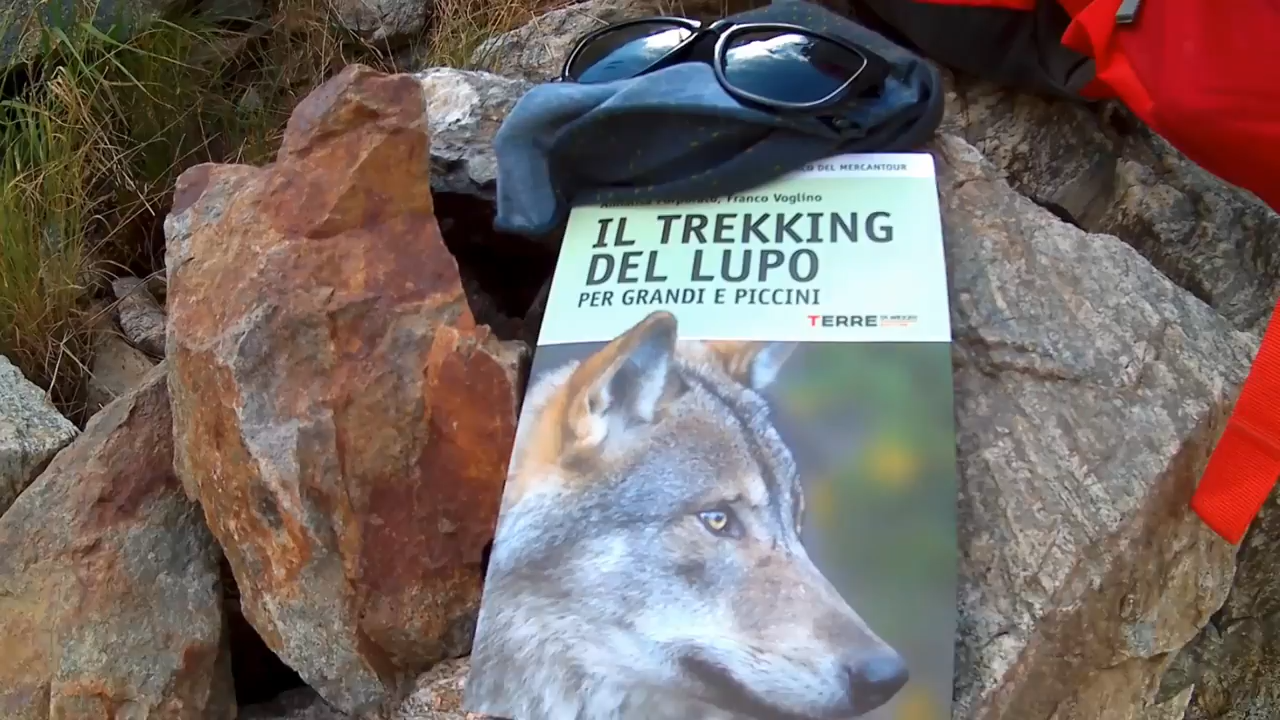 DEL MERCANTOUR
Franco Voglino
IL TREKKING
DEL LUPO
PER GRANDI E PICCINI
TERRE